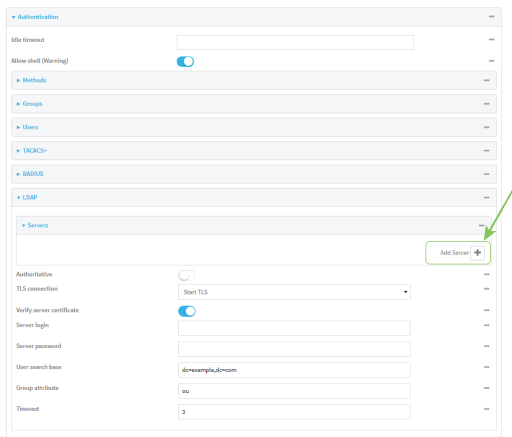 Authentication
Idle timeout
Allow shell (Warning)
Methods
Groups
Users
TACACS+
RADIUS
LDAP
Servers
Add Server
Authoritative
TLS connection Start TLS
Verify server certificate
Server login
Server password
User search base dc=example,dc=com
Group attribute ou
Timeout 3